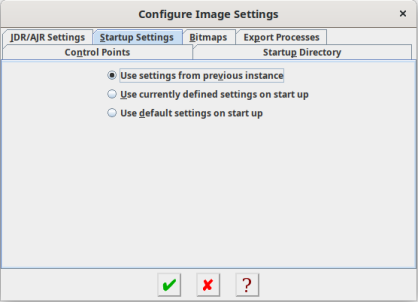 Configure Image Settings
JDR/AJR Settings
Startup Settings
Bitmaps
Export Processes
Control Points
Startup Directory
Use settings from previous instance
Use currently defined settings on start up
Use default settings on start up
?